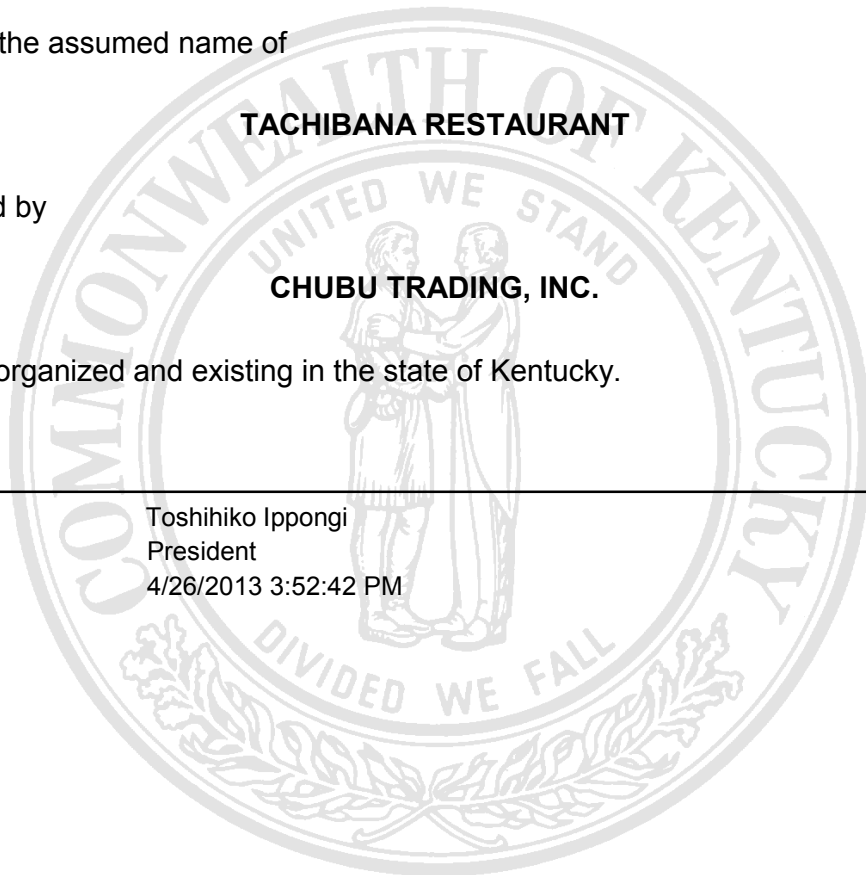 the assumed name of
TACHIBANA RESTAURANT
d by
CHUBU TRADING, INC.
organized and existing in the state of Kentucky.
Toshihiko Ippongi
President
4/26/2013 3:52:42 PM
COMMONWEALTH OF KENTUCKY
UNITED WE STAND
DIVIDED WE FALL